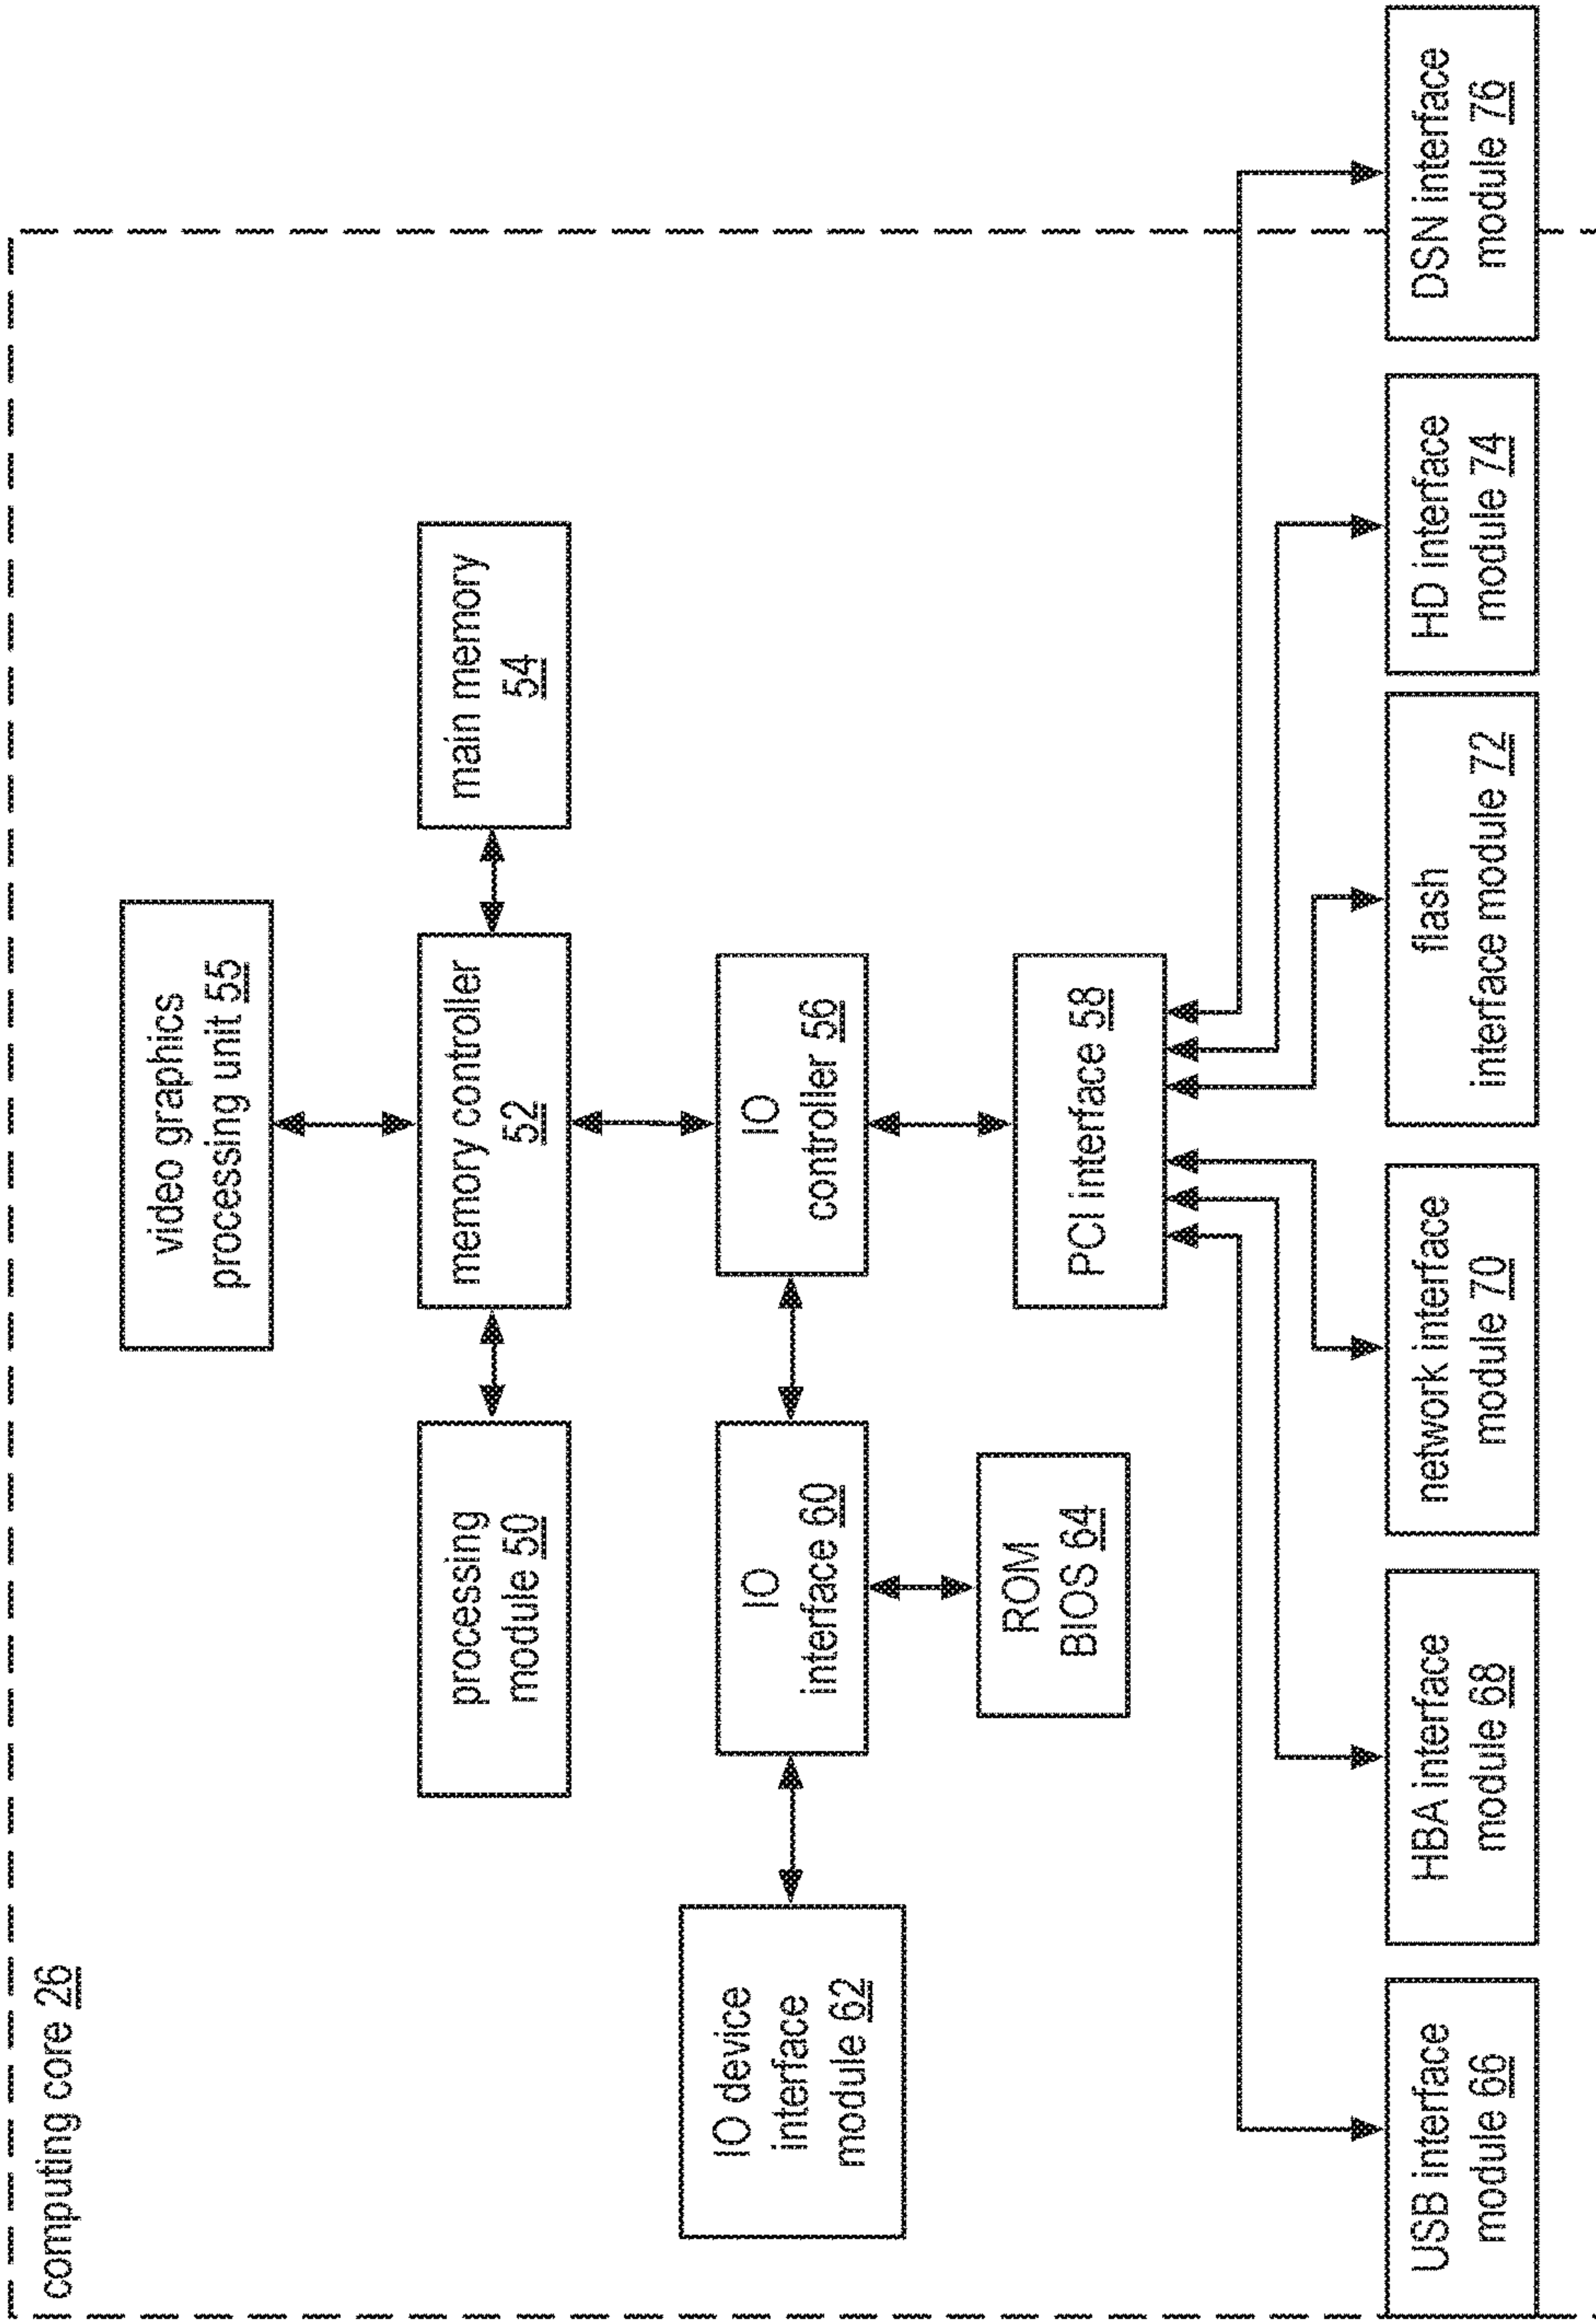 computing core 26
video graphics
processing unit 55
processing
module 50
memory controller
52
main memory
54
IO device
interface
module 62
IO
interface 60
IO
controller 56
ROM
BIOS 64
PCI interface 58
USB interface
module 66
HBA interface
module 68
network interface
module 70
flash
interface module 72
HD interface
module 74
DSN interface
module 76